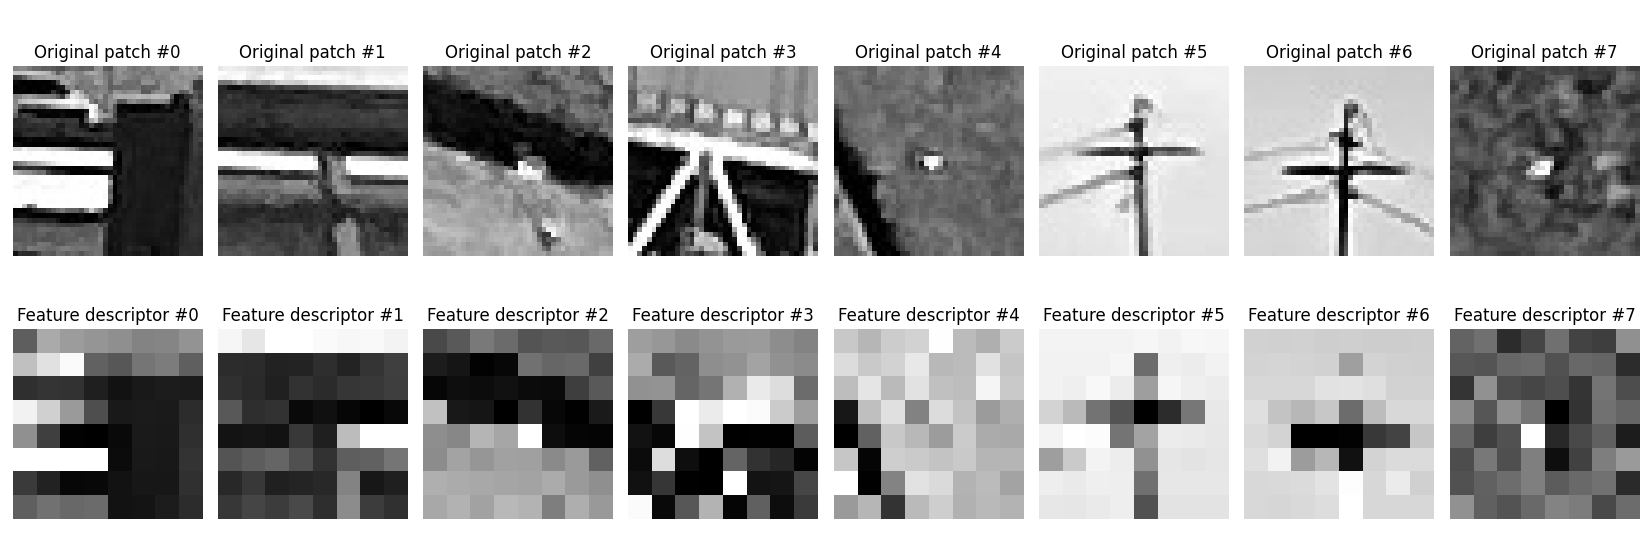 Original patch #0
Original patch #1
Original patch #2
Original patch #3
Original patch #4
Original patch #5
Original patch #6
Original patch #7
Feature descriptor #0
Feature descriptor #1
Feature descriptor #2
Feature descriptor #3
Feature descriptor #4
Feature descriptor #5
Feature descriptor #6
Feature descriptor #7